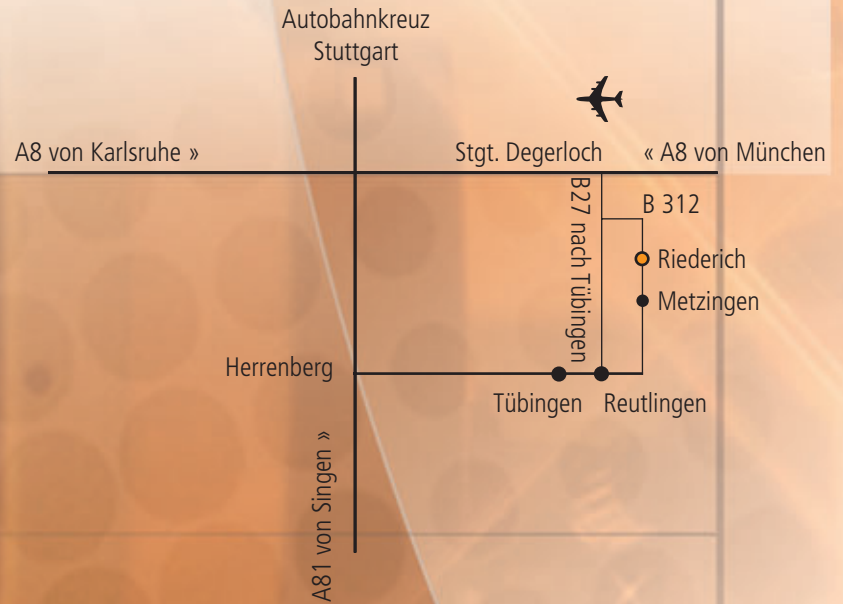 Autobahnkreuz
Stuttgart
A8 von Karlsruhe »
Stgt. Degerloch
« A8 von München
B27 nach Tübingen
B 312
Riederich
Metzingen
Herrenberg
Tübingen
Reutlingen
A81 von Singen »